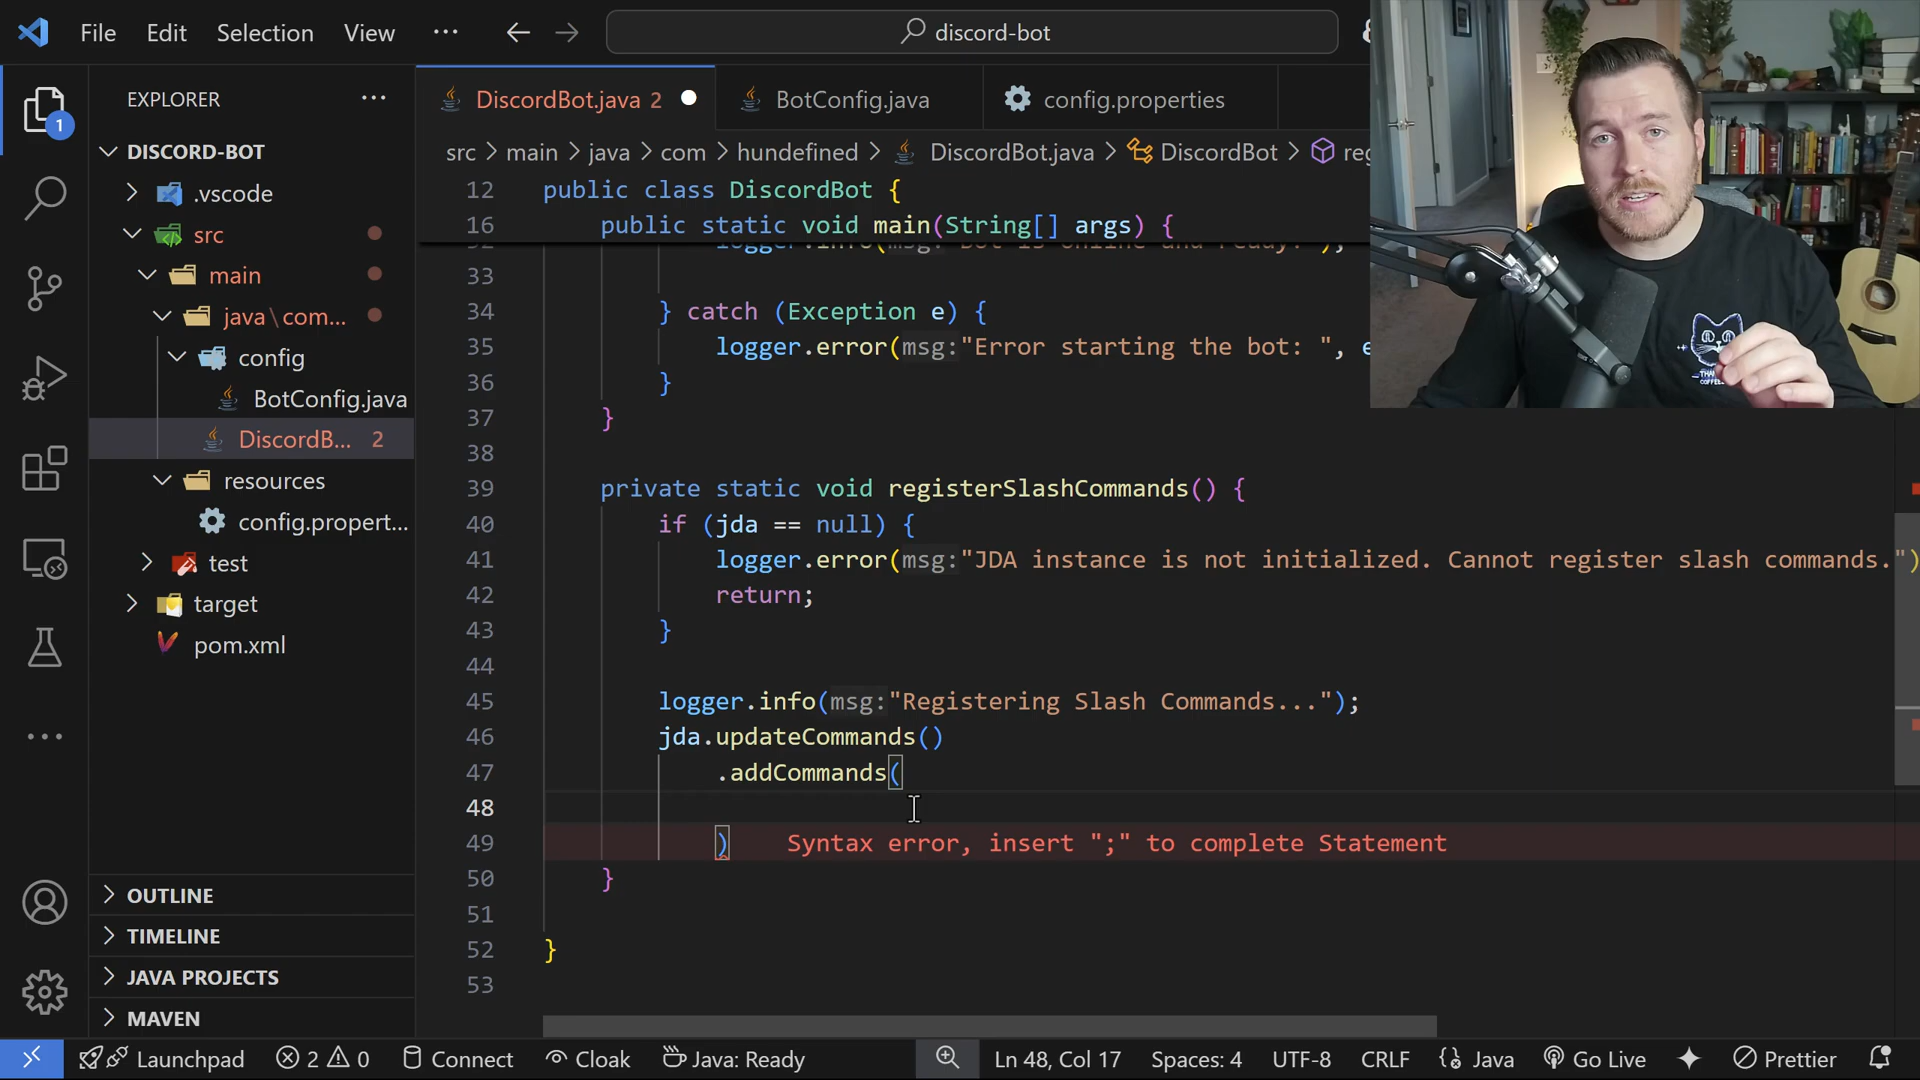 File Edit Selection View ... discord-bot
EXPLORER ...
1
DISCORD-BOT
.vscode
src
main
java\com...
config
BotConfig.java
DiscordB... 2
resources
config.propert...
test
target
pom.xml
OUTLINE
TIMELINE
JAVA PROJECTS
MAVEN
DiscordBot.java 2 BotConfig.java config.properties
src > main > java > com > hundefined > DiscordBot.java > DiscordBot > reg
12 public class DiscordBot {
16 public static void main(String[] args) {
33
34 } catch (Exception e) {
35 logger.error(msg:"Error starting the bot: ", e
36 }
37 }
38
39 private static void registerSlashCommands() {
40 if (jda == null) {
41 logger.error(msg:"JDA instance is not initialized. Cannot register slash commands.")
42 return;
43 }
44
45 logger.info(msg:"Registering Slash Commands...");
46 jda.updateCommands()
47 .addCommands(
48
49 ) Syntax error, insert ";" to complete Statement
50 }
51
52 }
53
Launchpad 2 0 Connect Cloak Java: Ready Ln 48, Col 17 Spaces: 4 UTF-8 CRLF Java Go Live Prettier